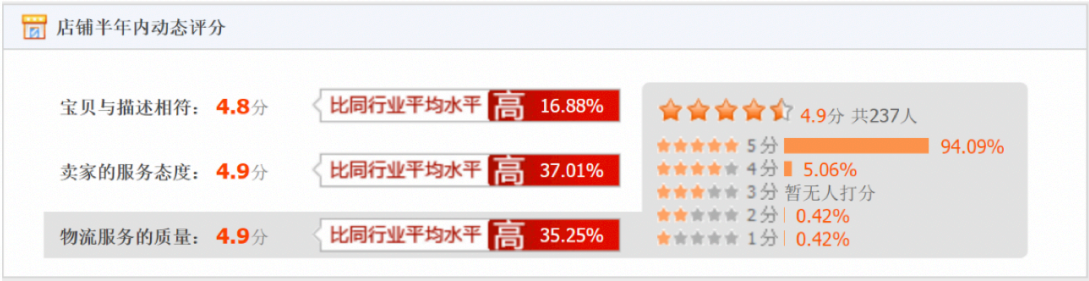 店铺半年内动态评分
宝贝与描述相符： 4.8分 比同行业平均水平 高 16.88%
卖家的服务态度： 4.9分 比同行业平均水平 高 37.01%
物流服务的质量： 4.9分 比同行业平均水平 高 35.25%
4.9分 共237人
5分 94.09%
4分 5.06%
3分 暂无人打分
2分 0.42%
1分 0.42%